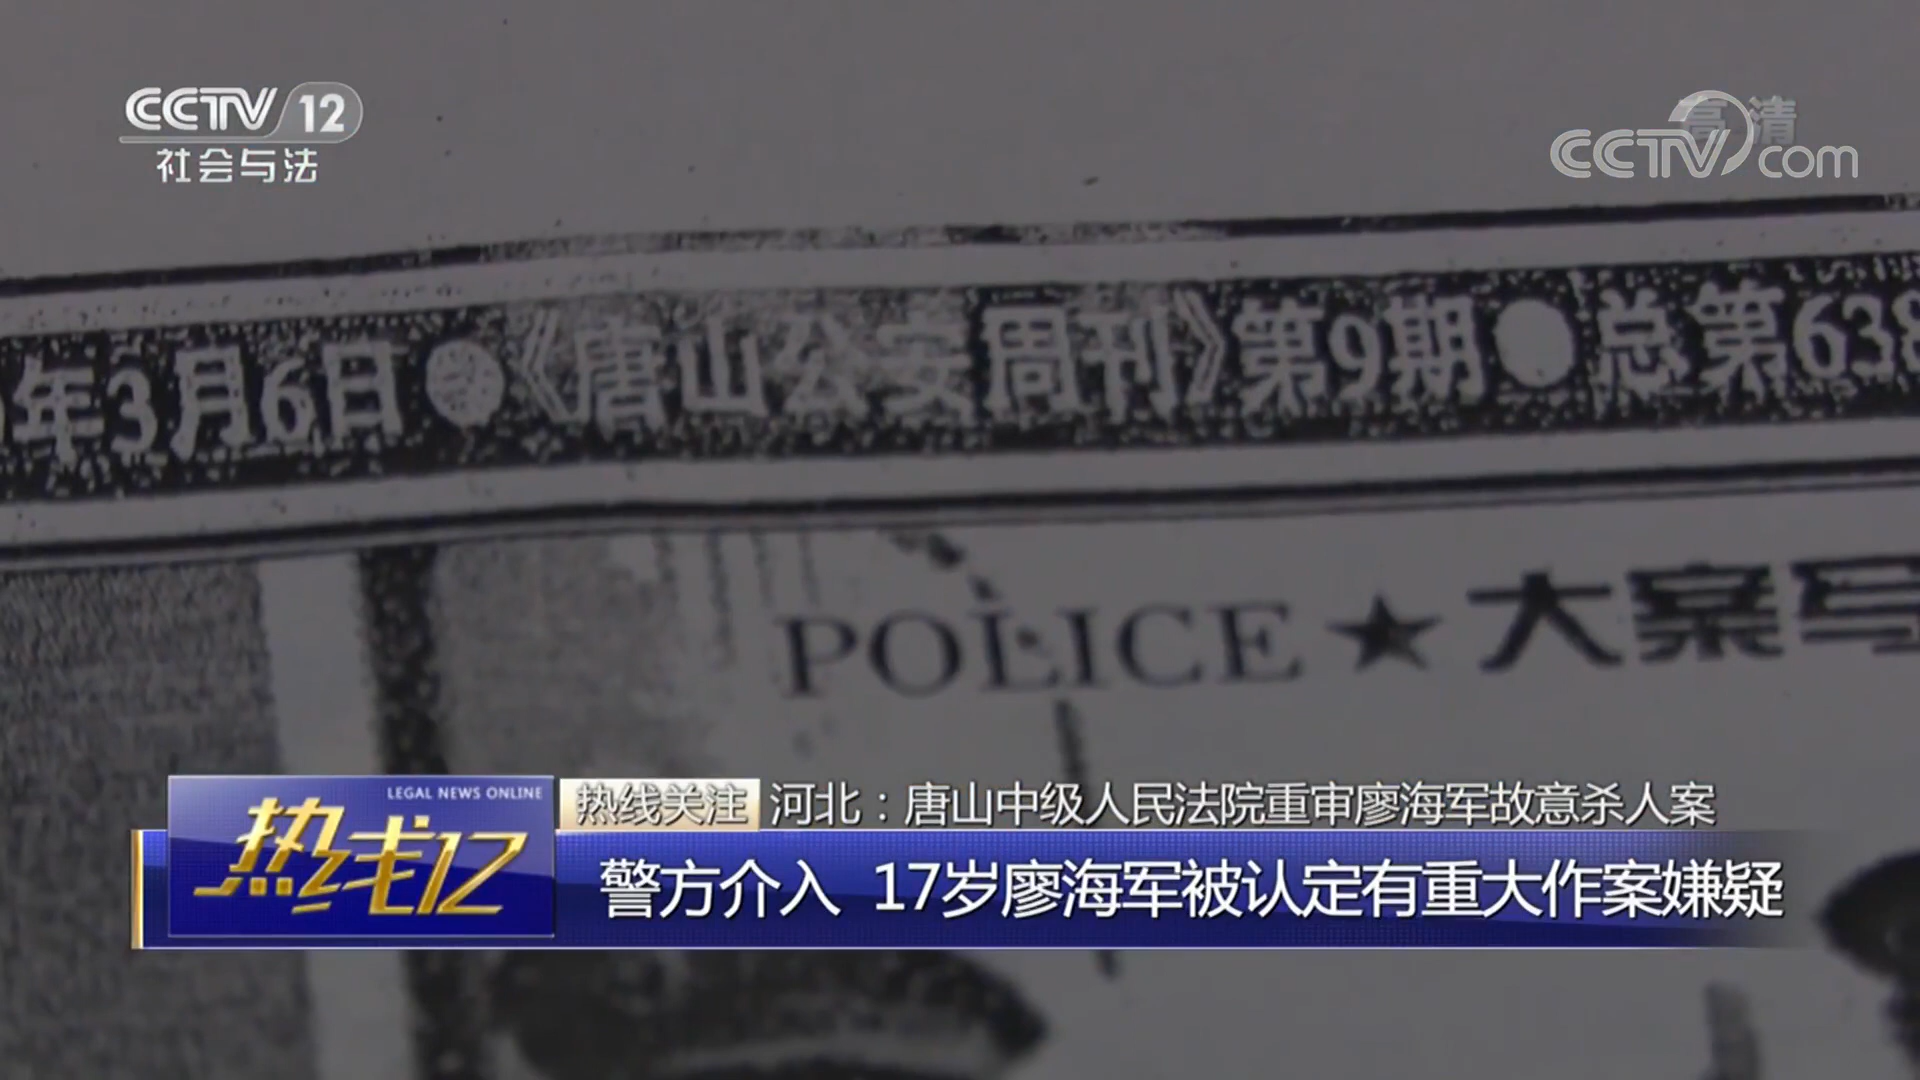 CCTV 12
社会与法
高清
CCTV.com
年3月6日●《唐山公安周刊》第9期●总第638
POLICE★大案写
LEGAL NEWS ONLINE
热线12
热线关注 河北：唐山中级人民法院重审廖海军故意杀人案
警方介入 17岁廖海军被认定有重大作案嫌疑